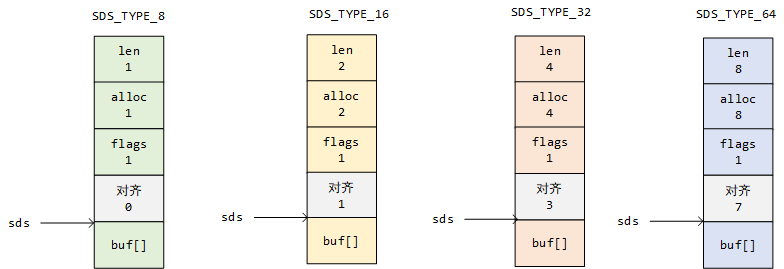 SDS_TYPE_8
len
1
alloc
1
flags
1
对齐
0
sds
buf[]
SDS_TYPE_16
len
2
alloc
2
flags
1
对齐
1
sds
buf[]
SDS_TYPE_32
len
4
alloc
4
flags
1
对齐
3
sds
buf[]
SDS_TYPE_64
len
8
alloc
8
flags
1
对齐
7
sds
buf[]